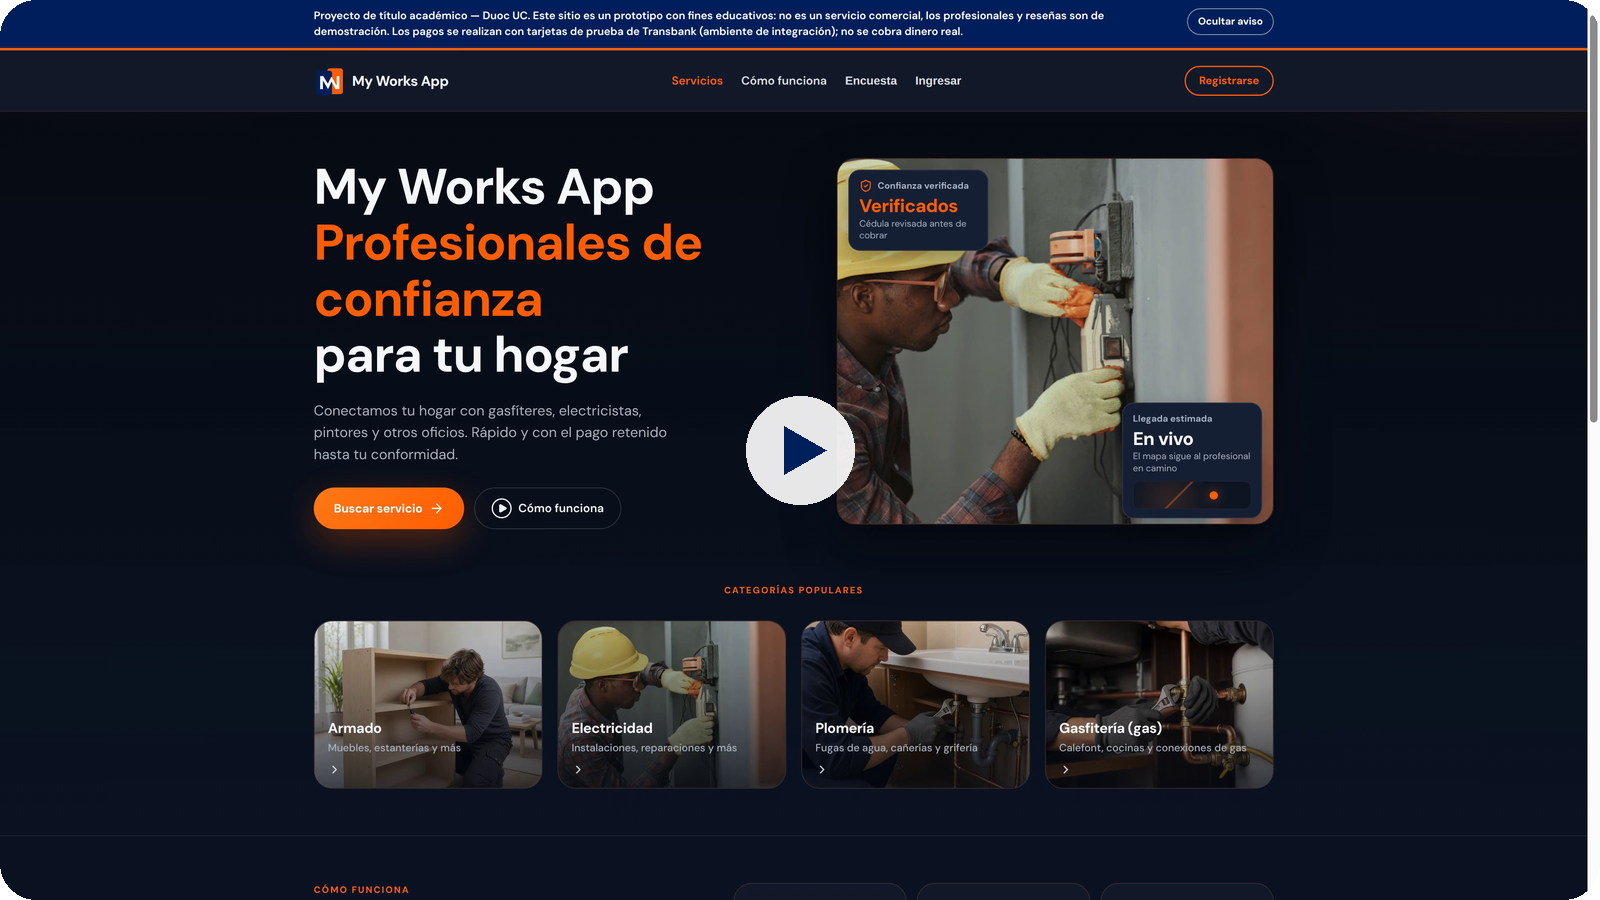 Proyecto de título académico — Duoc UC. Este sitio es un prototipo con fines educativos: no es un servicio comercial, los profesionales y reseñas son de
demostración. Los pagos se realizan con tarjetas de prueba de Transbank (ambiente de integración); no se cobra dinero real.
Ocultar aviso
My Works App
Servicios
Cómo funciona
Encuesta
Ingresar
Registrarse
My Works App
Profesionales de
confianza
para tu hogar
Conectamos tu hogar con gasfíteres, electricistas,
pintores y otros oficios. Rápido y con el pago retenido
hasta tu conformidad.
Buscar servicio
Cómo funciona
Confianza verificada
Verificados
Cédula revisada antes de
cobrar
Llegada estimada
En vivo
El mapa sigue al profesional
en camino
CATEGORÍAS POPULARES
Armado
Muebles, estanterías y más
Electricidad
Instalaciones, reparaciones y más
Plomería
Fugas de agua, cañerías y grifería
Gasfitería (gas)
Calefont, cocinas y conexiones de gas
CÓMO FUNCIONA